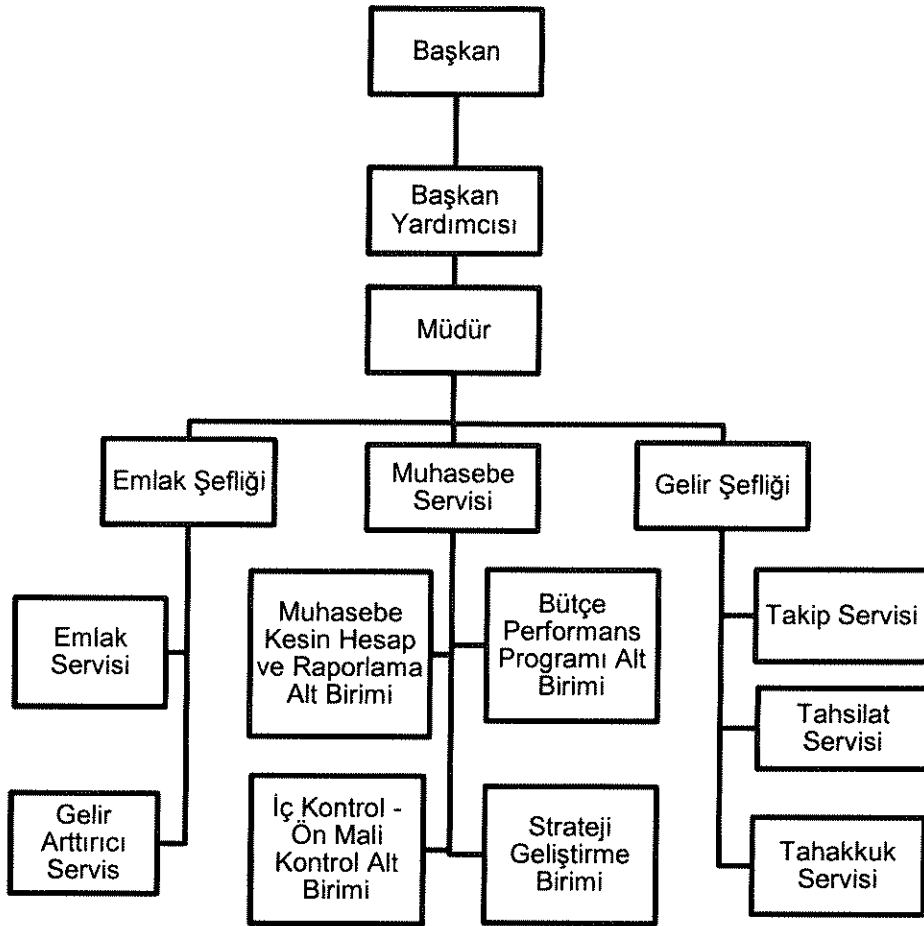 Başkan
Başkan
Yardımcısı
Müdür
Emlak Şefliği
Muhasebe
Servisi
Gelir Şefliği
Emlak
Servisi
Muhasebe
Kesin Hesap
ve Raporlama
Alt Birimi
Bütçe
Performans
Programı Alt
Birimi
Takip Servisi
Tahsilat
Servisi
Gelir
Arttırıcı
Servis
İç Kontrol -
Ön Mali
Kontrol Alt
Birimi
Strateji
Geliştirme
Birimi
Tahakkuk
Servisi